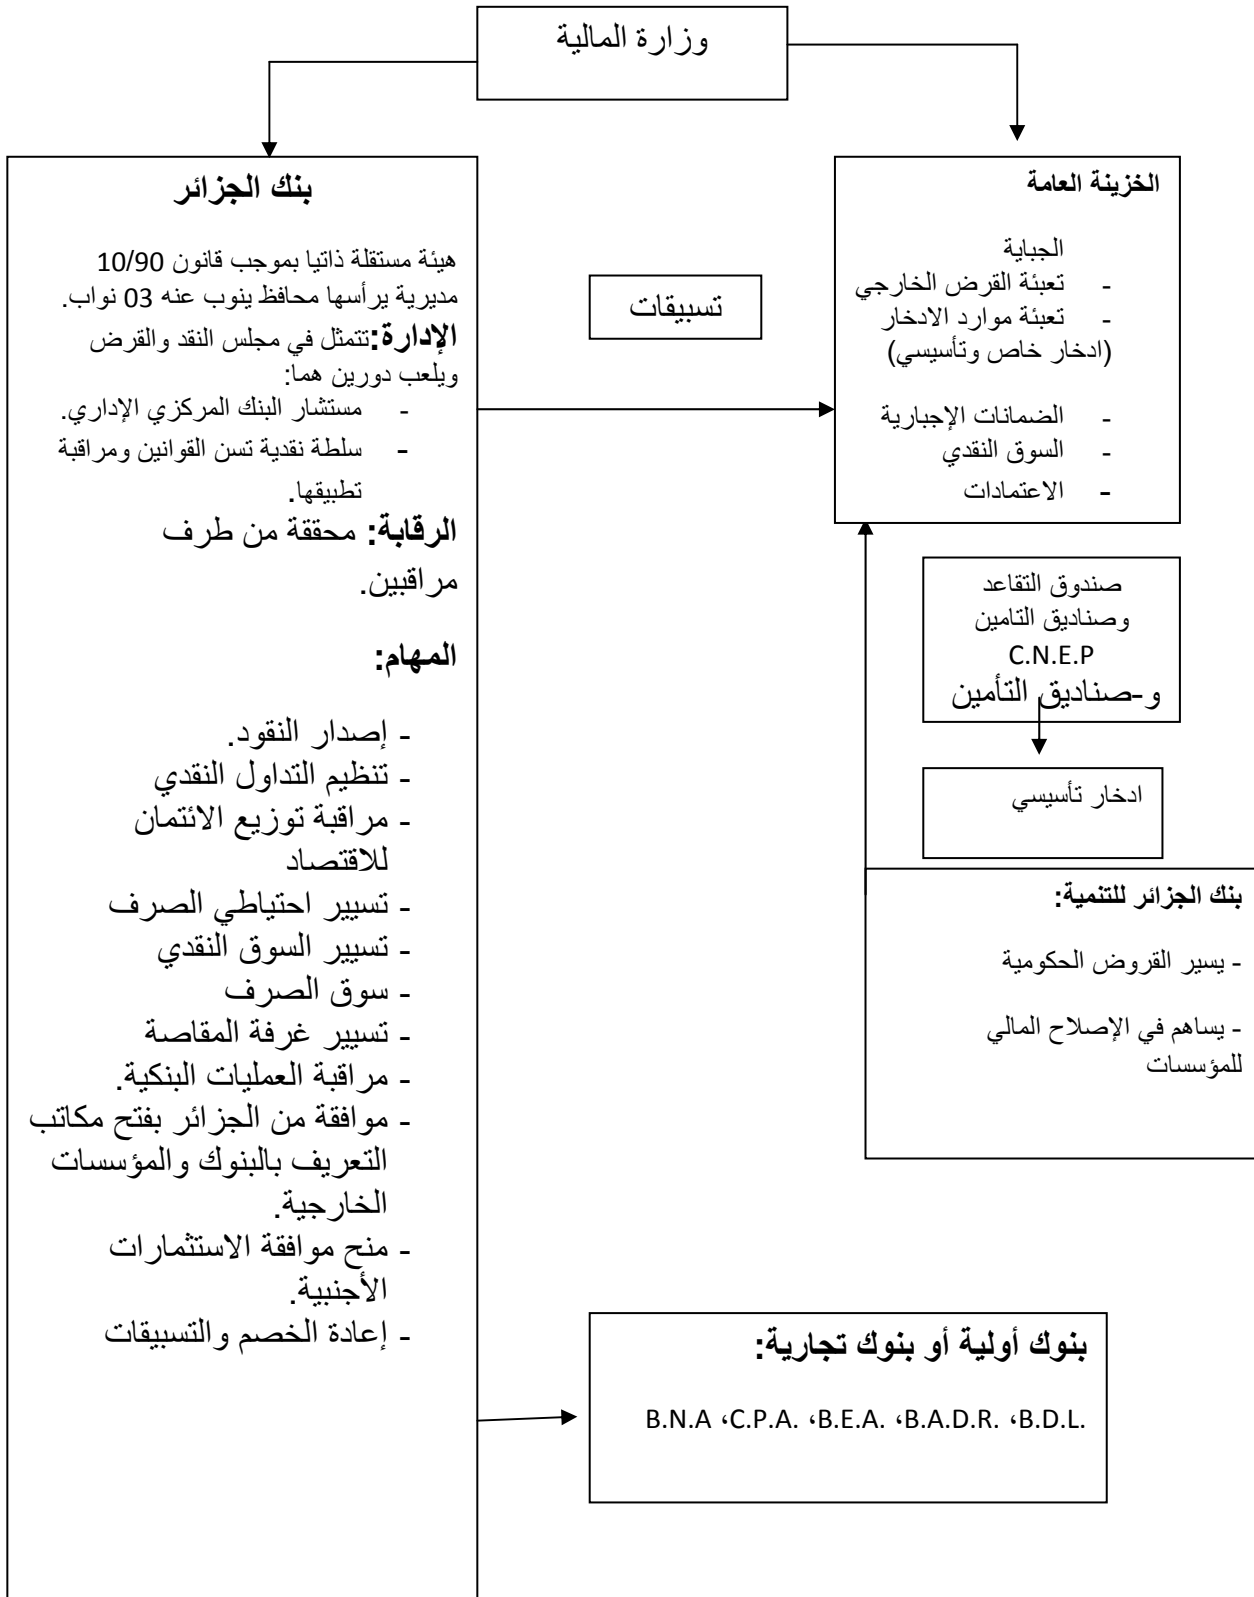 وزارة المالية
بنك الجزائر
هيئة مستقلة ذاتيا بموجب قانون 10/90
مديرية يرأسها محافظ ينوب عنه 03 نواب.
الإدارة:تتمثل في مجلس النقد والقرض
ويلعب دورين هما:
- مستشار البنك المركزي الإداري.
- سلطة نقدية تسن القوانين ومراقبة
تطبيقها.
الرقابة: محققة من طرف
مراقبين.
المهام:
- إصدار النقود.
- تنظيم التداول النقدي
- مراقبة توزيع الائتمان
للاقتصاد
- تسيير احتياطي الصرف
- تسيير السوق النقدي
- سوق الصرف
- تسيير غرفة المقاصة
- مراقبة العمليات البنكية.
- موافقة من الجزائر بفتح مكاتب
التعريف بالبنوك والمؤسسات
الخارجية.
- منح موافقة الاستثمارات
الأجنبية.
- إعادة الخصم والتسبيقات
تسبيقات
الخزينة العامة
الجباية
- تعبئة القرض الخارجي
- تعبئة موارد الادخار
(ادخار خاص وتأسيسي)
- الضمانات الإجبارية
- السوق النقدي
- الاعتمادات
صندوق التقاعد
وصناديق التامين
C.N.E.P
و-صناديق التأمين
ادخار تأسيسي
بنك الجزائر للتنمية:
- يسير القروض الحكومية
- يساهم في الإصلاح المالي
للمؤسسات
بنوك أولية أو بنوك تجارية:
B.N.A ،C.P.A. ،B.E.A. ،B.A.D.R. ،B.D.L.